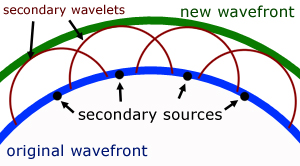 secondary wavelets
new wavefront
secondary sources
original wavefront